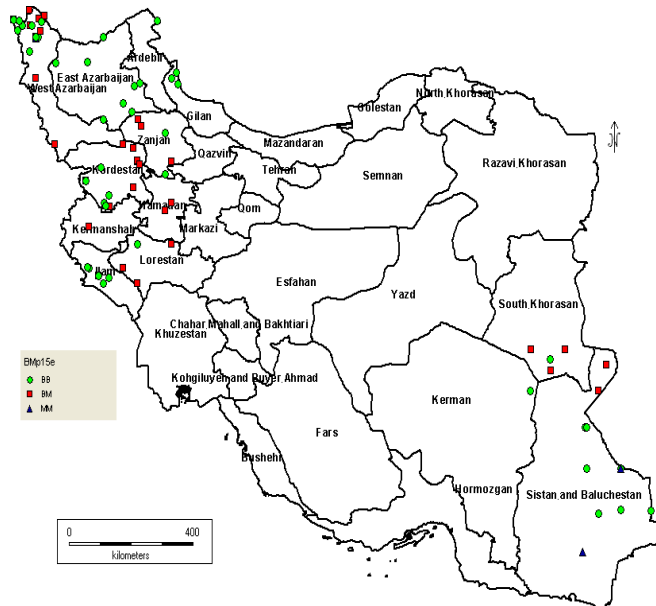 Ardebil
North Khorasan
East Azarbaijan
West Azarbaijan
Golestan
Gilan
Zanjan
Mazandaran
Qazvin
Razavi Khorasan
Kordestan
Tehran
Semnan
Hamadan
Qom
Kermanshah
Markazi
Ilam
Lorestan
Esfahan
Yazd
South Khorasan
Chahar Mahall and Bakhtiari
Khuzestan
BMp15e
BB
BM
MM
Kohgiluyeh and Buyer Ahmad
Kerman
Fars
Bushehr
Hormozgan
Sistan and Baluchestan
0 400
kilometers